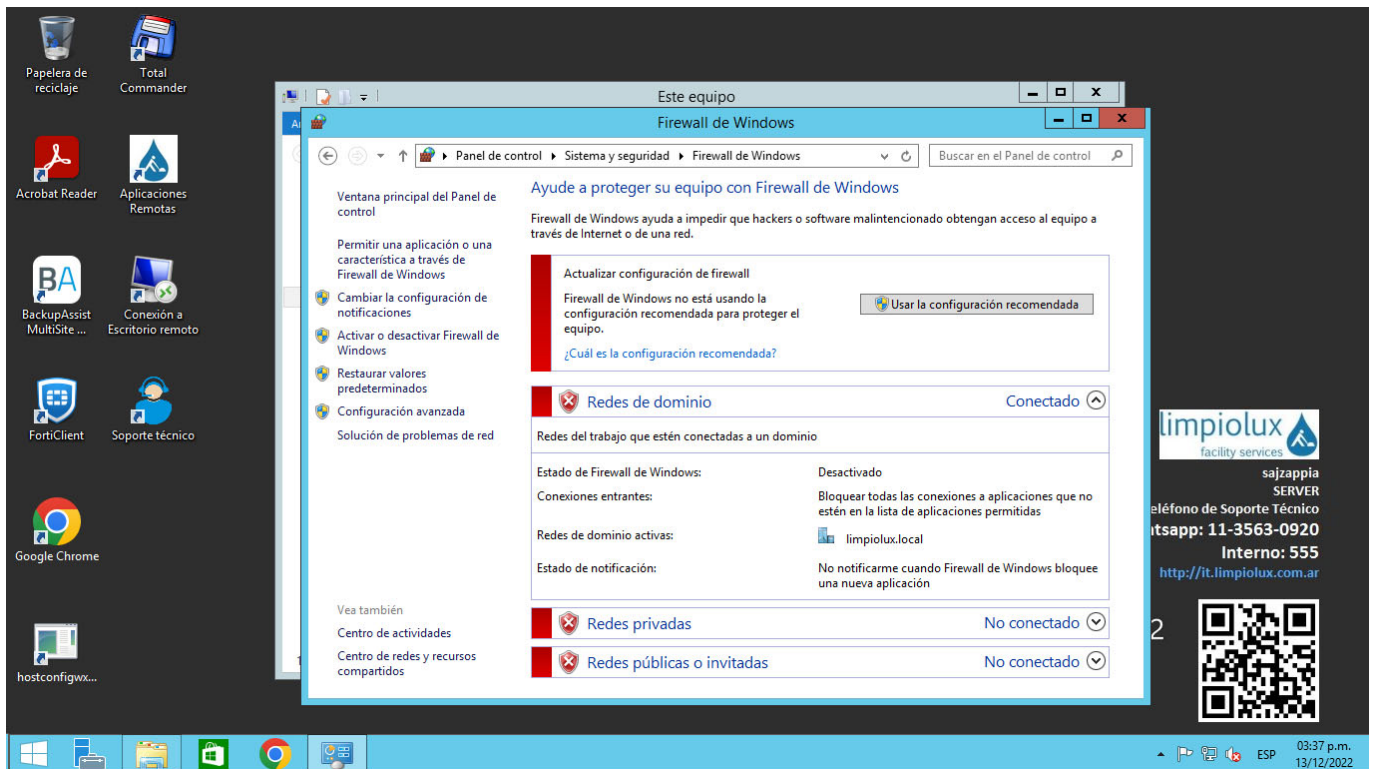 Papelera de
reciclaje
Total
Commander
Acrobat Reader
Aplicaciones
Remotas
BA
BackupAssist
MultiSite ...
Conexión a
Escritorio remoto
FortiClient
Soporte técnico
Google Chrome
hostconfigwx...
Este equipo
Firewall de Windows
Panel de control
Sistema y seguridad
Firewall de Windows
Buscar en el Panel de control
Ventana principal del Panel de
control
Permitir una aplicación o una
característica a través de
Firewall de Windows
Cambiar la configuración de
notificaciones
Activar o desactivar Firewall de
Windows
Restaurar valores
predeterminados
Configuración avanzada
Solución de problemas de red
Vea también
Centro de actividades
Centro de redes y recursos
compartidos
Ayude a proteger su equipo con Firewall de Windows
Firewall de Windows ayuda a impedir que hackers o software malintencionado obtengan acceso al equipo a
través de Internet o de una red.
Actualizar configuración de firewall
Firewall de Windows no está usando la
configuración recomendada para proteger el
equipo.
Usar la configuración recomendada
¿Cuál es la configuración recomendada?
Redes de dominio Conectado
Redes del trabajo que estén conectadas a un dominio
Estado de Firewall de Windows: Desactivado
Conexiones entrantes: Bloquear todas las conexiones a aplicaciones que no
estén en la lista de aplicaciones permitidas
Redes de dominio activas: limpiolux.local
Estado de notificación: No notificarme cuando Firewall de Windows bloquee
una nueva aplicación
Redes privadas No conectado
Redes públicas o invitadas No conectado
limpiolux
facility services
sajzappia
SERVER
eléfono de Soporte Técnico
tsapp: 11-3563-0920
Interno: 555
http://it.limpiolux.com.ar
2
ESP
03:37 p.m.
13/12/2022